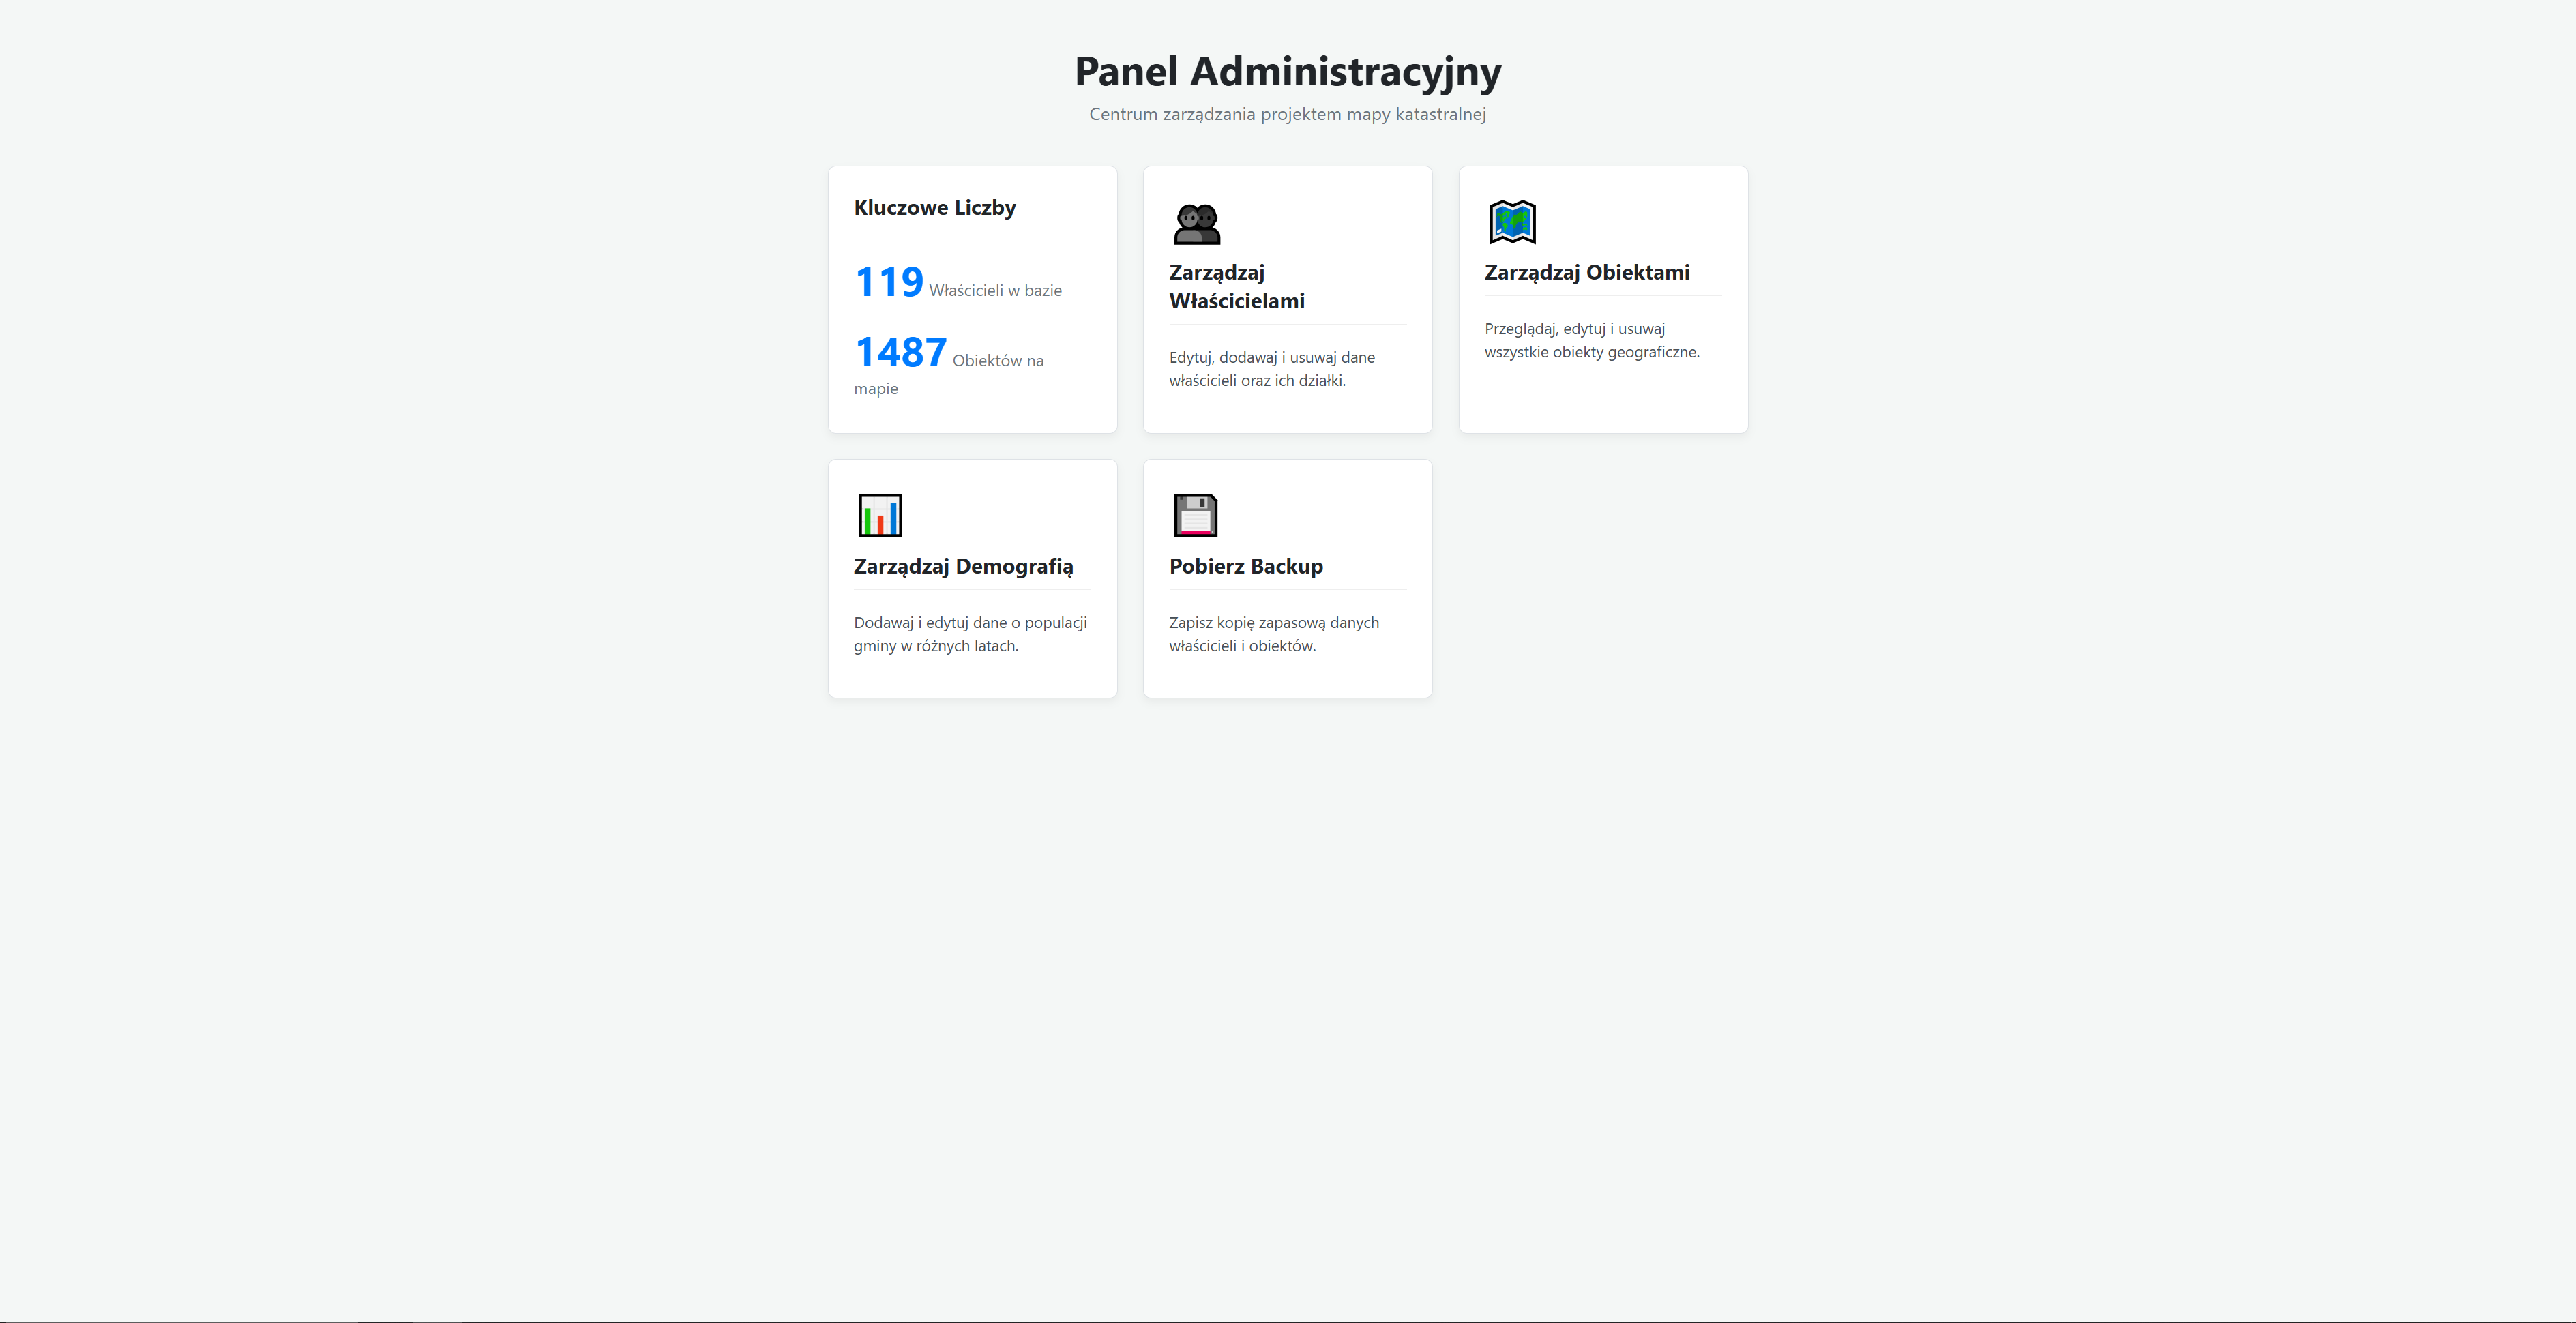 Panel Administracyjny
Centrum zarządzania projektem mapy katastralnej
Kluczowe Liczby
119 Właścicieli w bazie
1487 Obiektów na
mapie
Zarządzaj
Właścicielami
Edytuj, dodawaj i usuwaj dane
właścicieli oraz ich działki.
Zarządzaj Obiektami
Przeglądaj, edytuj i usuwaj
wszystkie obiekty geograficzne.
Zarządzaj Demografią
Dodawaj i edytuj dane o populacji
gminy w różnych latach.
Pobierz Backup
Zapisz kopię zapasową danych
właścicieli i obiektów.